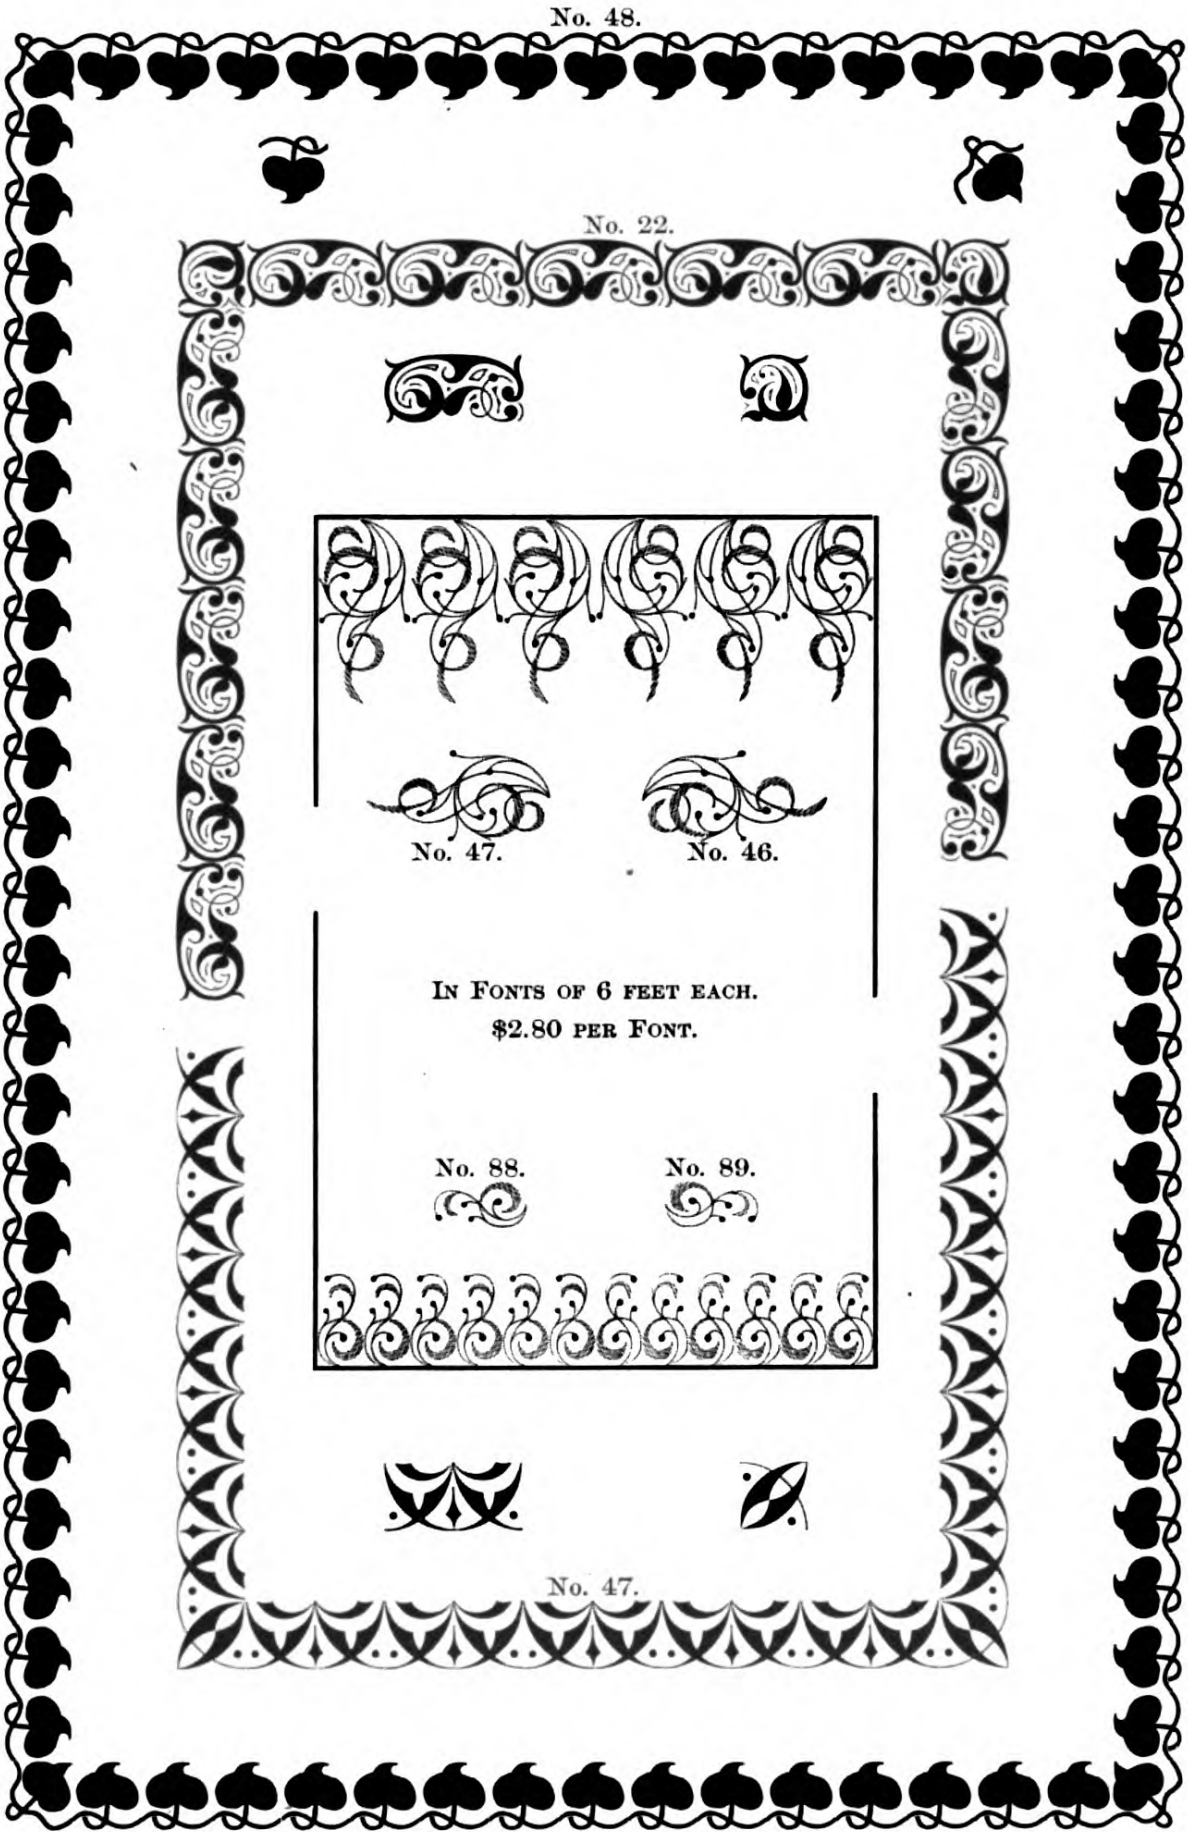 No. 48.
No. 22.
No. 47. No. 46.
In Fonts of 6 feet each.
$2.80 per Font.
No. 88. No. 89.
No. 47.